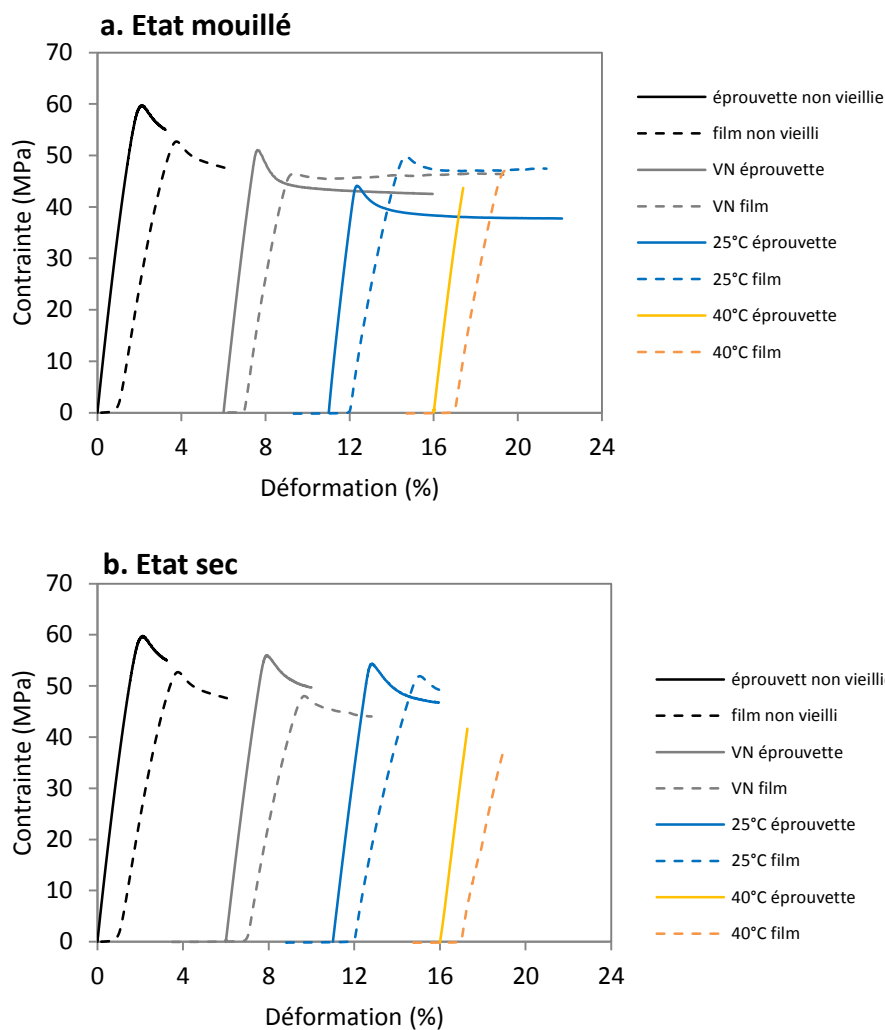 a. Etat mouillé
70
60
50
40
30
20
10
0
Contrainte (MPa)
0 4 8 12 16 20 24
Déformation (%)
éprouvette non vieillie
film non vieilli
VN éprouvette
VN film
25°C éprouvette
25°C film
40°C éprouvette
40°C film
b. Etat sec
70
60
50
40
30
20
10
0
Contrainte (MPa)
0 4 8 12 16 20 24
Déformation (%)
éprouvett non vieillie
film non vieilli
VN éprouvette
VN film
25°C éprouvette
25°C film
40°C éprouvette
40°C film